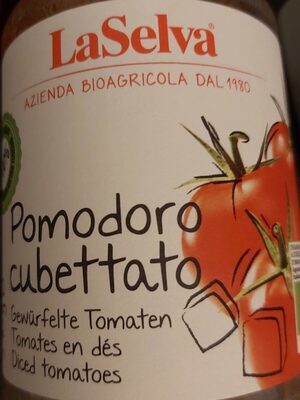 LaSelva®
AZIENDA BIOAGRICOLA DAL 1980
Pomodoro
cubettato
Gewürfelte Tomaten
Tomates en dés
Diced tomatoes